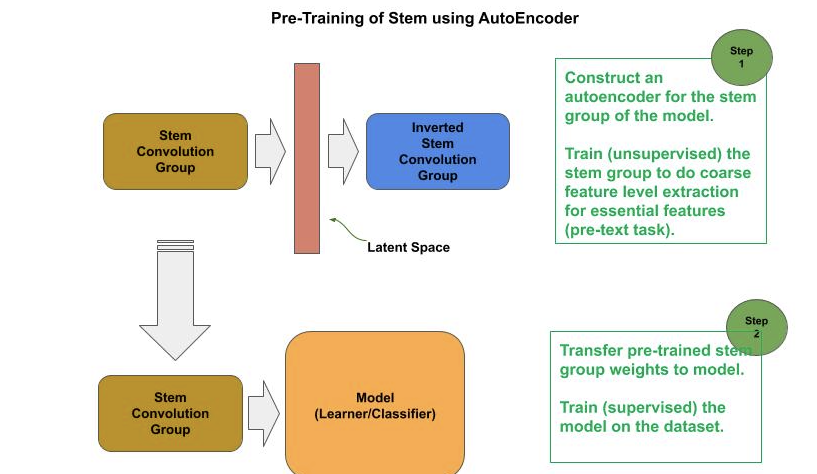 Pre-Training of Stem using AutoEncoder
Step
1
Construct an
autoencoder for the stem
group of the model.
Train (unsupervised) the
stem group to do coarse
feature level extraction
for essential features
(pre-text task).
Stem
Convolution
Group
Inverted
Stem
Convolution
Group
Latent Space
Step
2
Transfer pre-trained stem
group weights to model.
Train (supervised) the
model on the dataset.
Stem
Convolution
Group
Model
(Learner/Classifier)